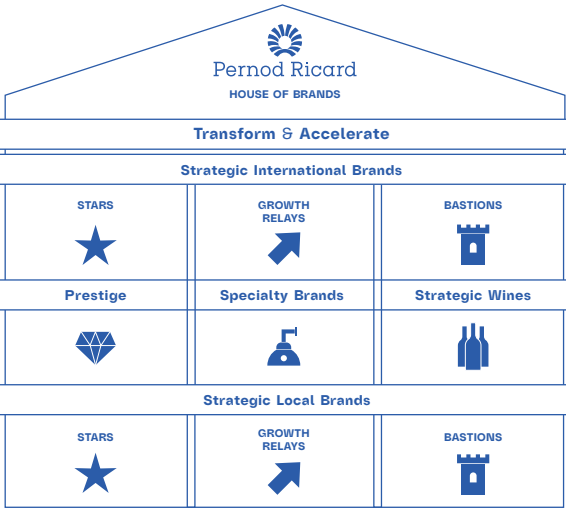 Pernod Ricard
HOUSE OF BRANDS
Transform & Accelerate
Strategic International Brands
STARS
GROWTH
RELAYS
BASTIONS
Prestige
Specialty Brands
Strategic Wines
Strategic Local Brands
STARS
GROWTH
RELAYS
BASTIONS